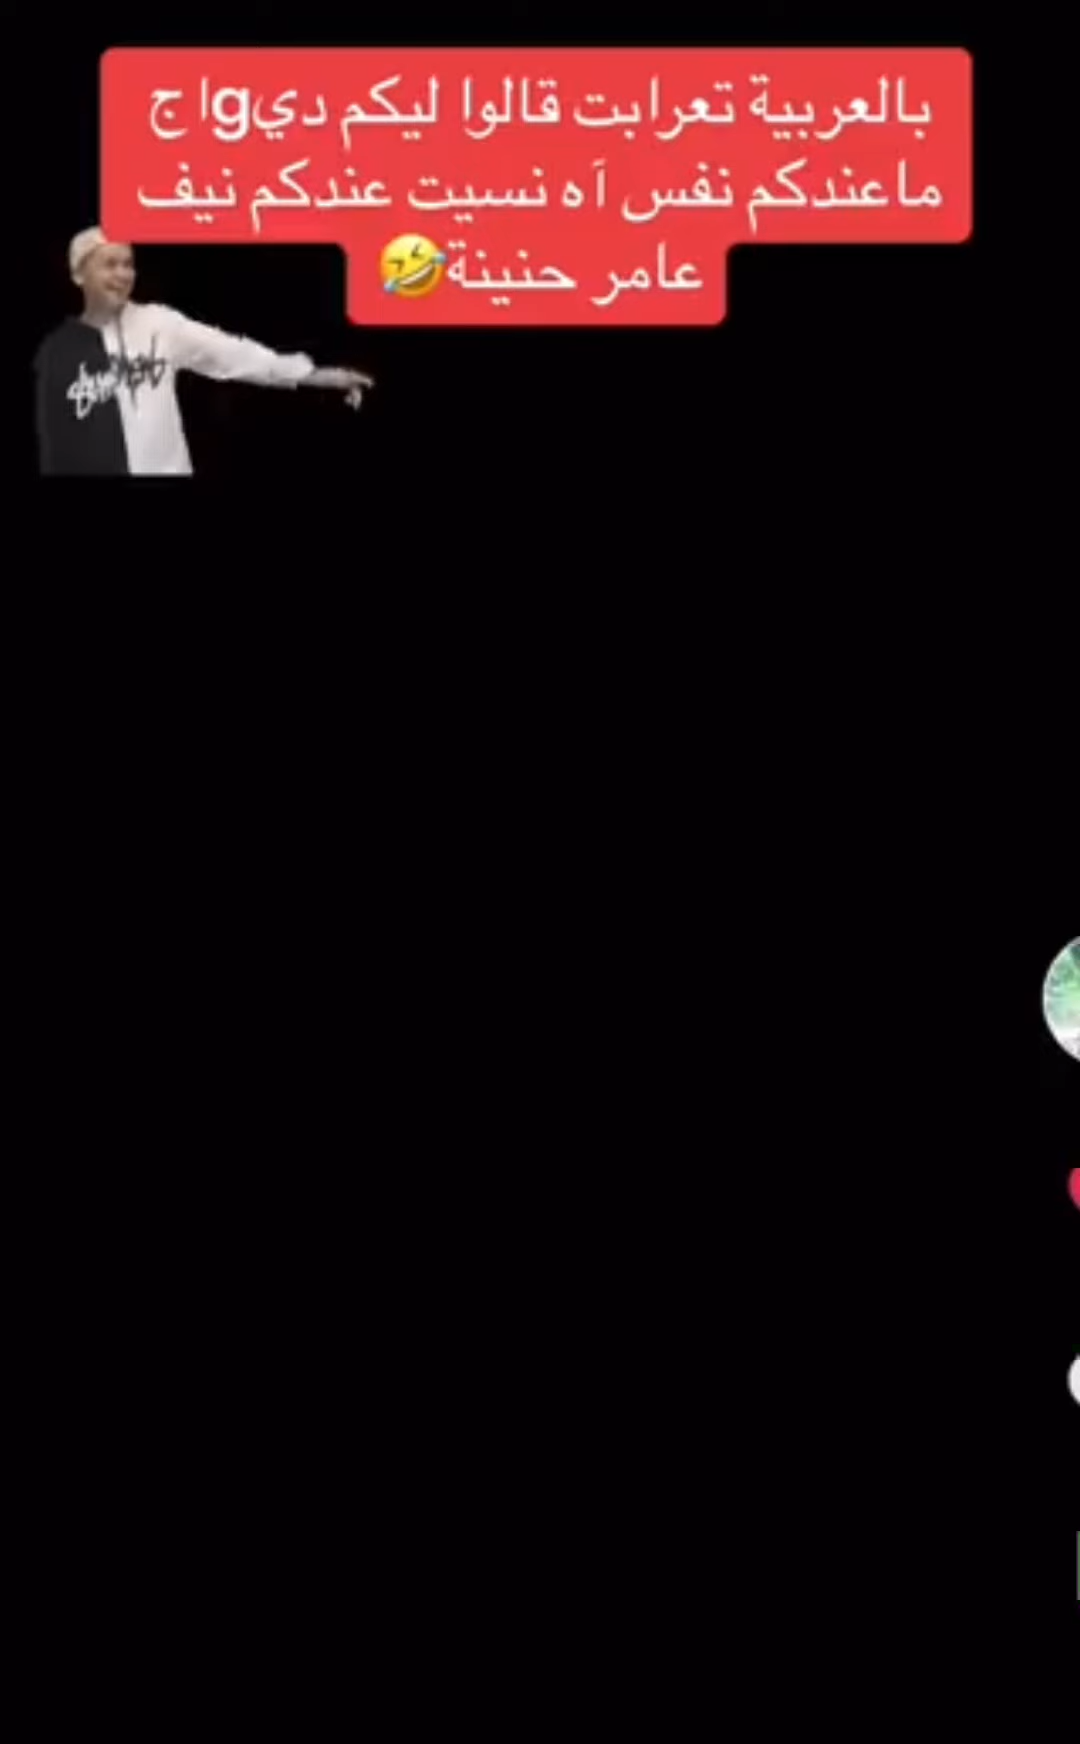 بالعربية تعرابت قالوا ليكم ديgاج
ماعندكم نفس آه نسيت عندكم نيف
عامر حنينة🤣